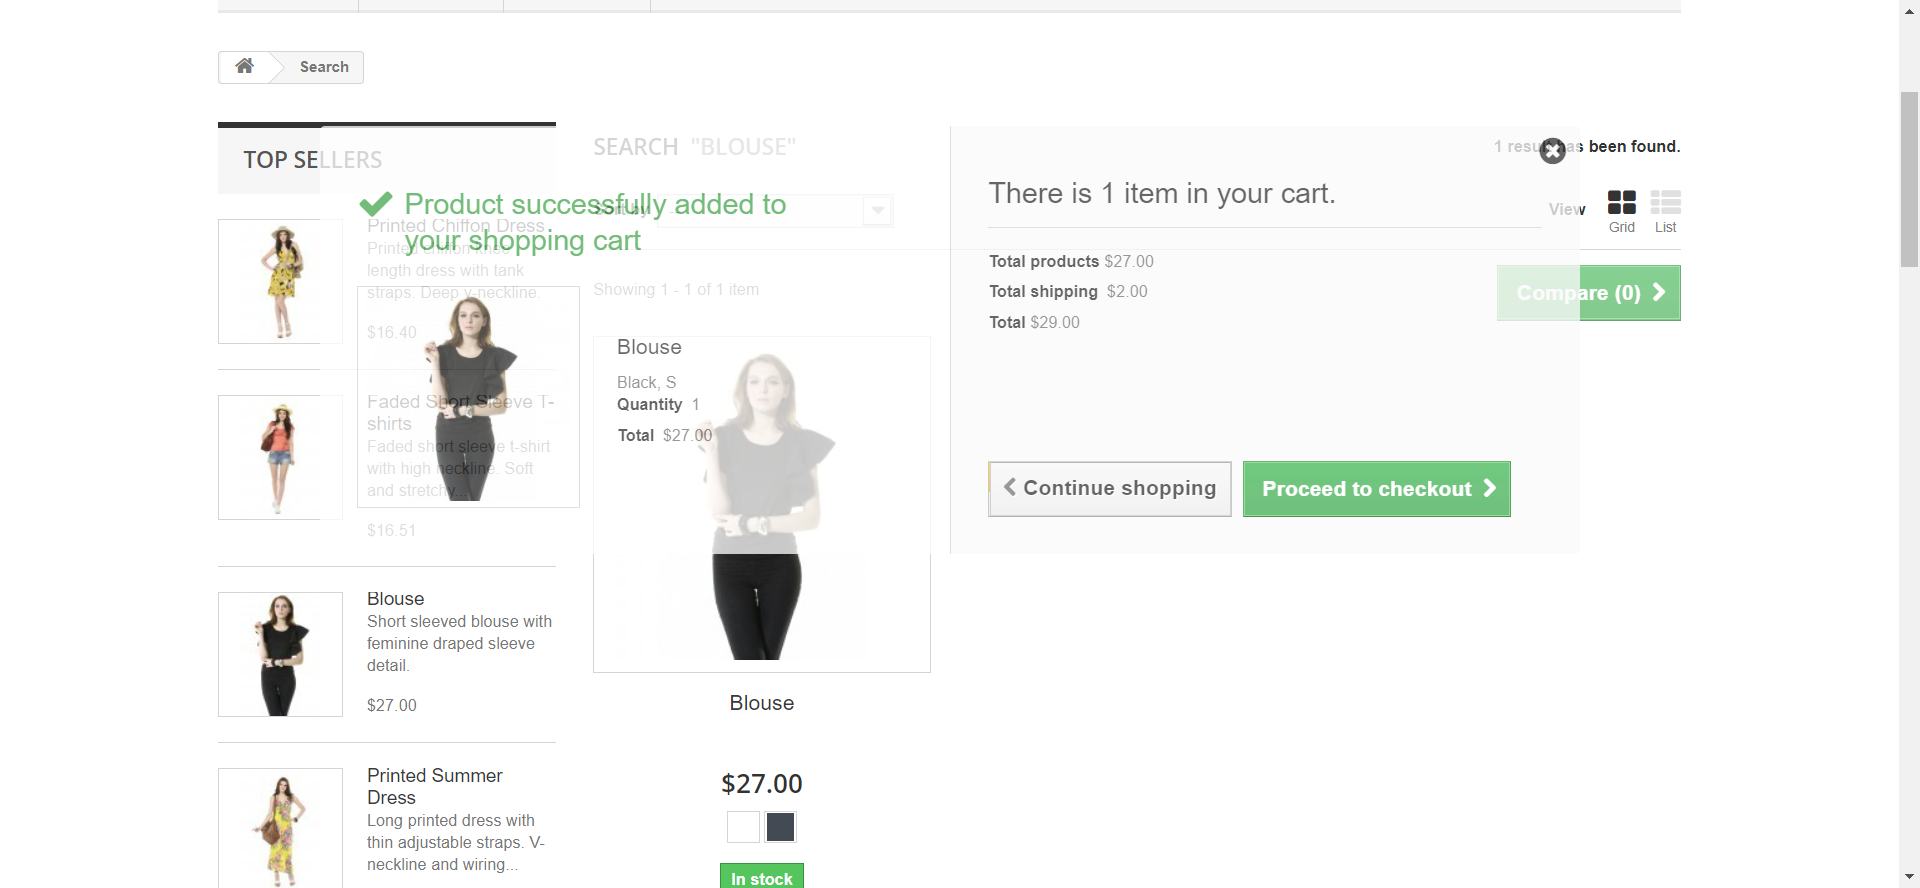 Search
TOP SELLERS
Printed Chiffon Dress
Printed chiffon knee
length dress with tank
straps. Deep v-neckline.
$16.40
Faded Short Sleeve T-
shirts
Faded short sleeve t-shirt
with high neckline. Soft
and stretchy...
$16.51
Blouse
Short sleeved blouse with
feminine draped sleeve
detail.
$27.00
Printed Summer
Dress
Long printed dress with
thin adjustable straps. V-
neckline and wiring...
SEARCH "BLOUSE"
1 result has been found.
Sort by
View
Grid
List
Showing 1 - 1 of 1 item
Compare (0)
Blouse
$27.00
In stock
Product successfully added to
your shopping cart
Blouse
Black, S
Quantity 1
Total $27.00
There is 1 item in your cart.
Total products $27.00
Total shipping $2.00
Total $29.00
Continue shopping
Proceed to checkout